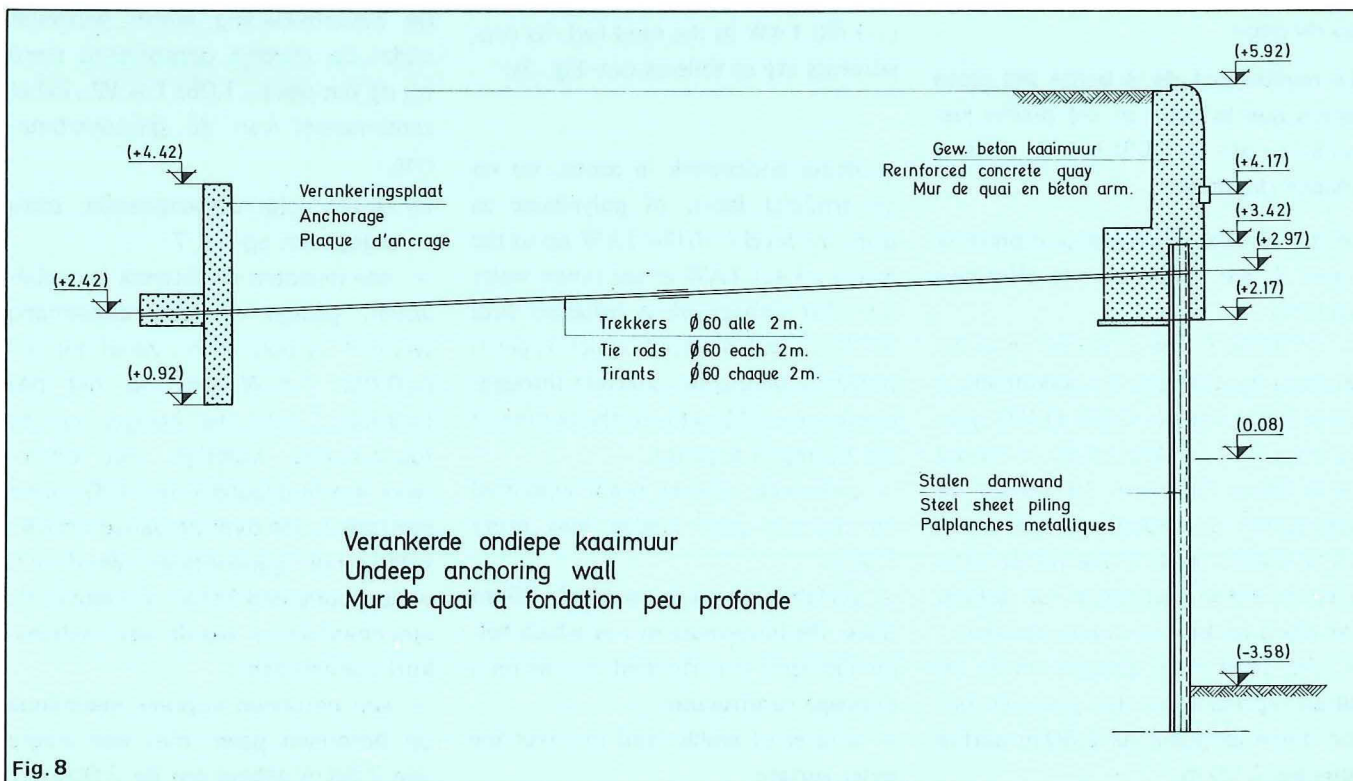 (+5.92)
Gew. beton kaaimuur
Reinforced concrete quay
Mur de quai en béton arm.
(+4.17)
(+3.42)
(+2.97)
(+2.17)
(+4.42)
Verankeringsplaat
Anchorage
Plaque d'ancrage
(+2.42)
(+0.92)
Trekkers ø60 alle 2m.
Tie rods ø60 each 2m.
Tirants ø60 chaque 2m.
(0.08)
Stalen damwand
Steel sheet piling
Palplanches metalliques
Verankerde ondiepe kaaimuur
Undeep anchoring wall
Mur de quai à fondation peu profonde
(-3.58)
Fig. 8